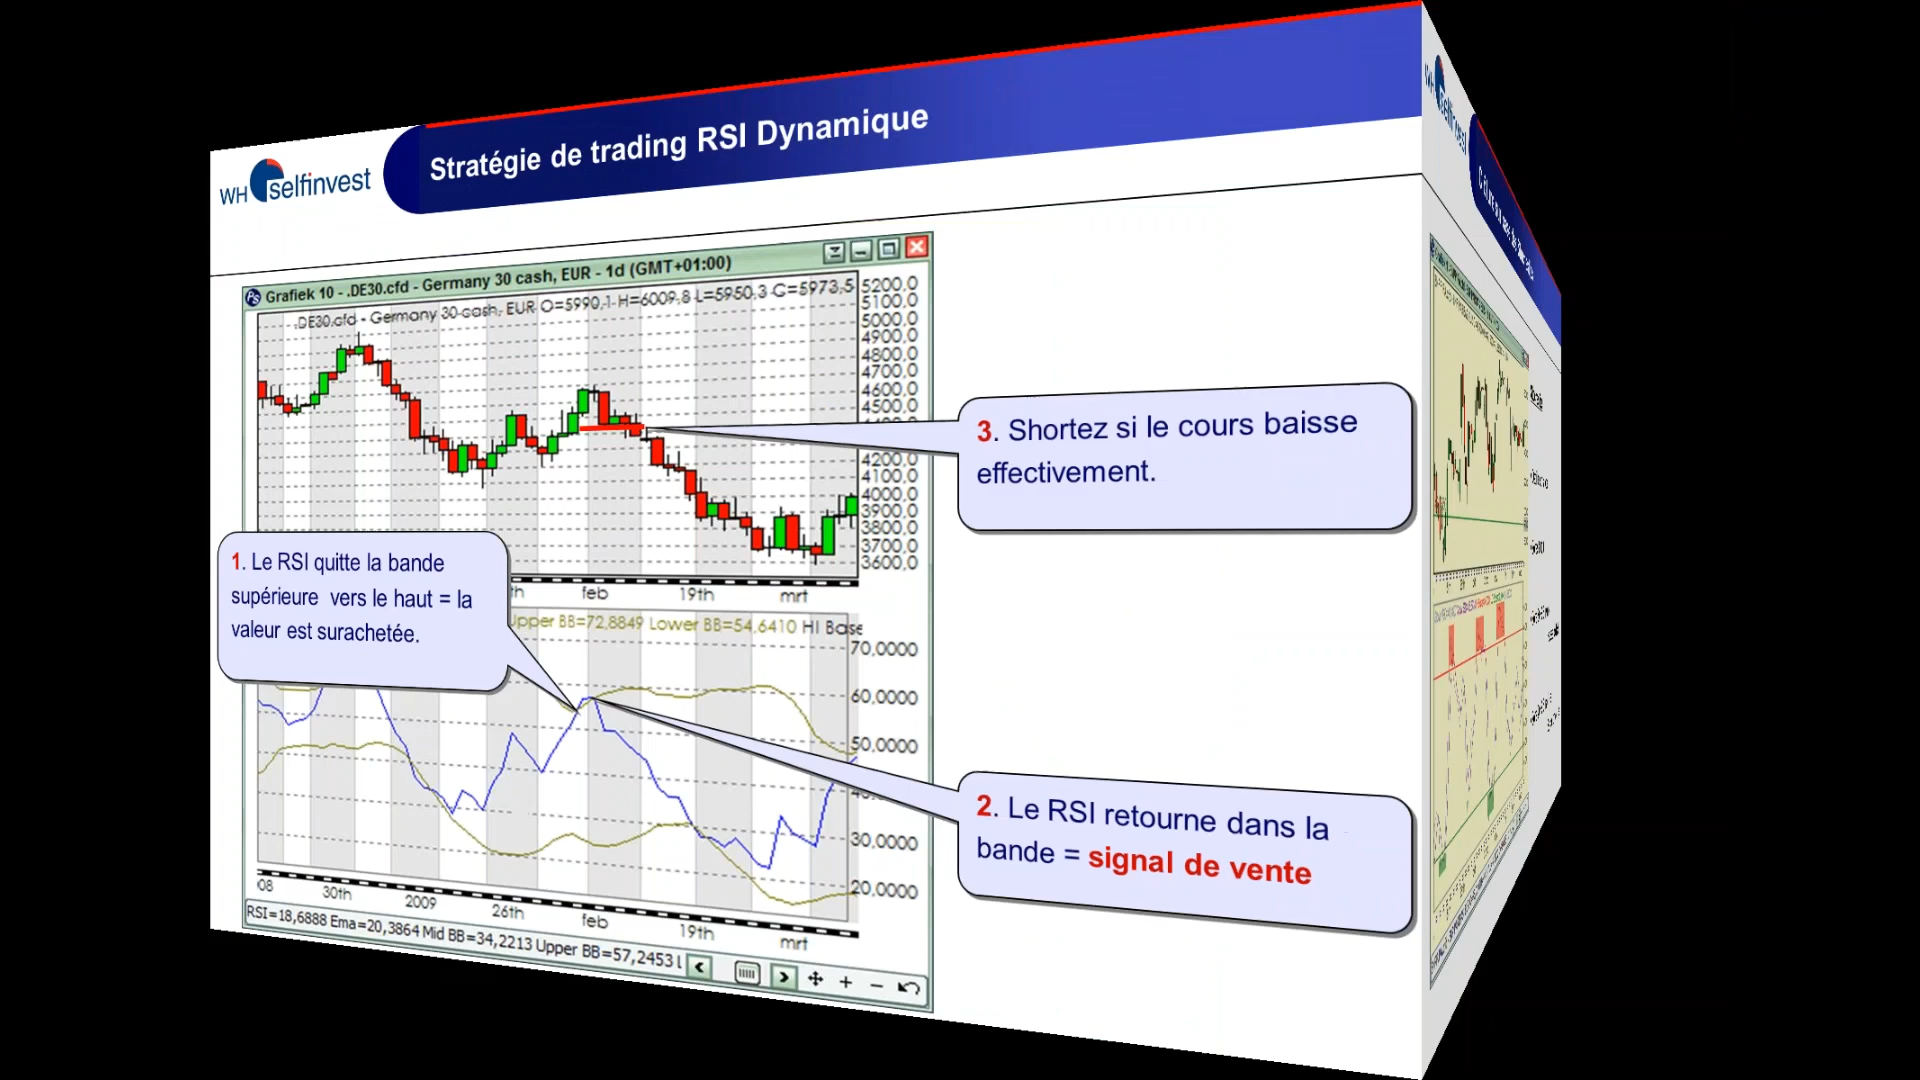 WH selfinvest
Stratégie de trading RSI Dynamique
Grafiek 10 - .DE30.cfd - Germany 30 cash, EUR - 1d (GMT+01:00)
.DE30.cfd - Germany 30 cash, EUR O=5990,1 H=6009,8 L=5950,3 C=5973,5
5200.0
5100.0
5000.0
4900.0
4800.0
4700.0
4600.0
4500.0
4200.0
4100.0
4000.0
3900.0
3800.0
3700.0
3600.0
3. Shortez si le cours baisse
effectivement.
1. Le RSI quitte la bande
supérieure vers le haut = la
valeur est surachetée.
feb 19th mrt
Upper BB=72,8849 Lower BB=54,6410 HI Base
70,0000
60,0000
50,0000
30,0000
20,0000
2. Le RSI retourne dans la
bande = signal de vente
08 30th 2009 26th feb 19th mrt
RSI=18,6888 Ema=20,3864 Mid BB=34,2213 Upper BB=57,2453 L
WH selfinvest